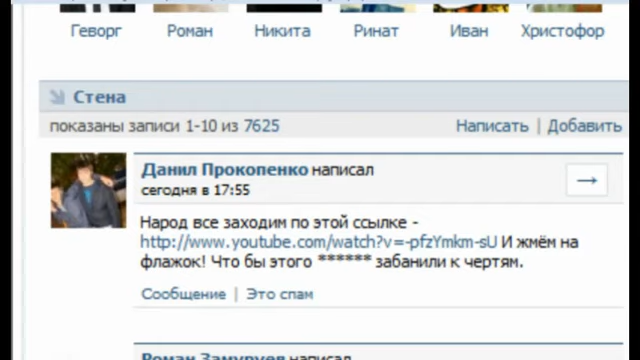 Геворг Роман Никита Ринат Иван Христофор
Стена
показаны записи 1-10 из 7625 Написать | Добавить
Данил Прокопенко написал
сегодня в 17:55
Народ все заходим по этой ссылке -
http://www.youtube.com/watch?v=-pfzYmkm-sU И жмём на
флажок! Что бы этого ****** забанили к чертям.
Сообщение | Это спам
Роман Замуруев написал